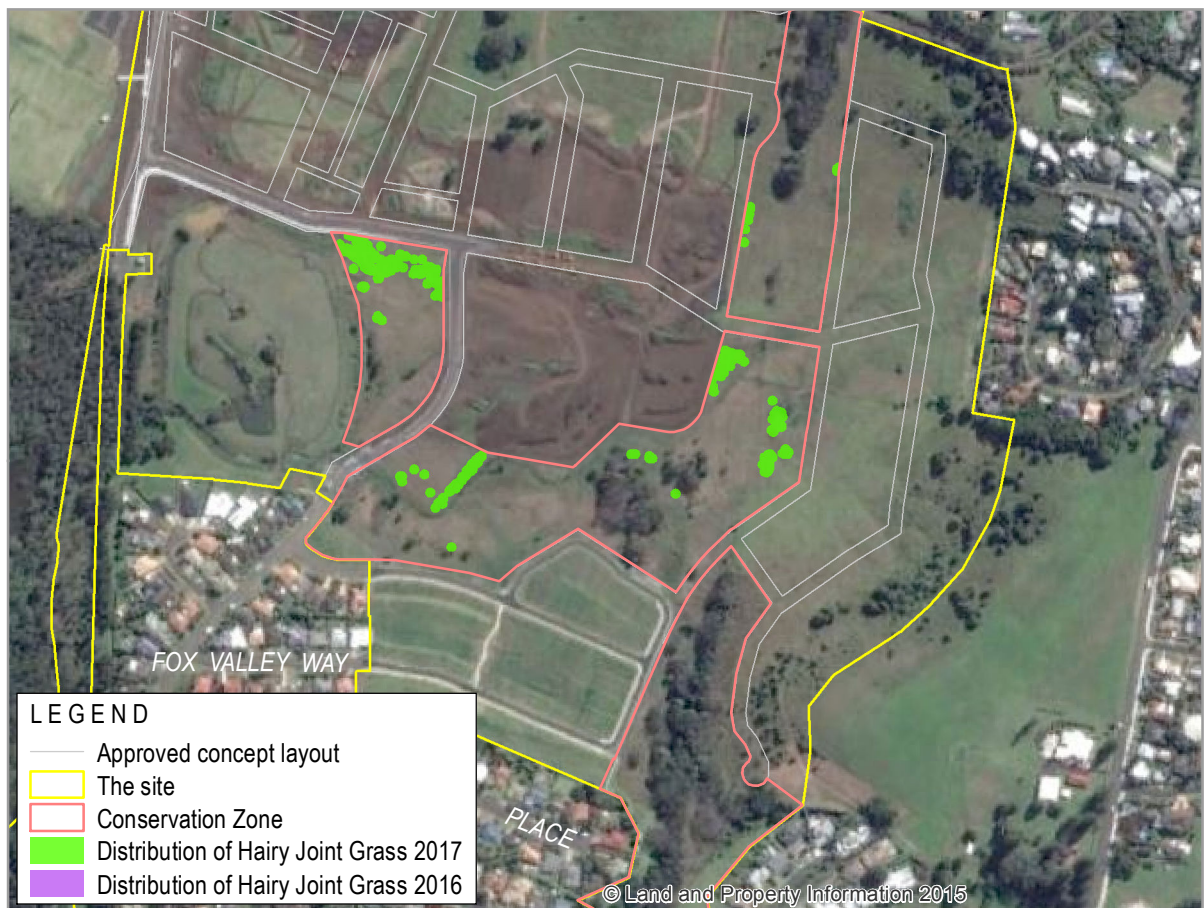 FOX VALLEY WAY
PLACE
LEGEND
Approved concept layout
The site
Conservation Zone
Distribution of Hairy Joint Grass 2017
Distribution of Hairy Joint Grass 2016
© Land and Property Information 2015